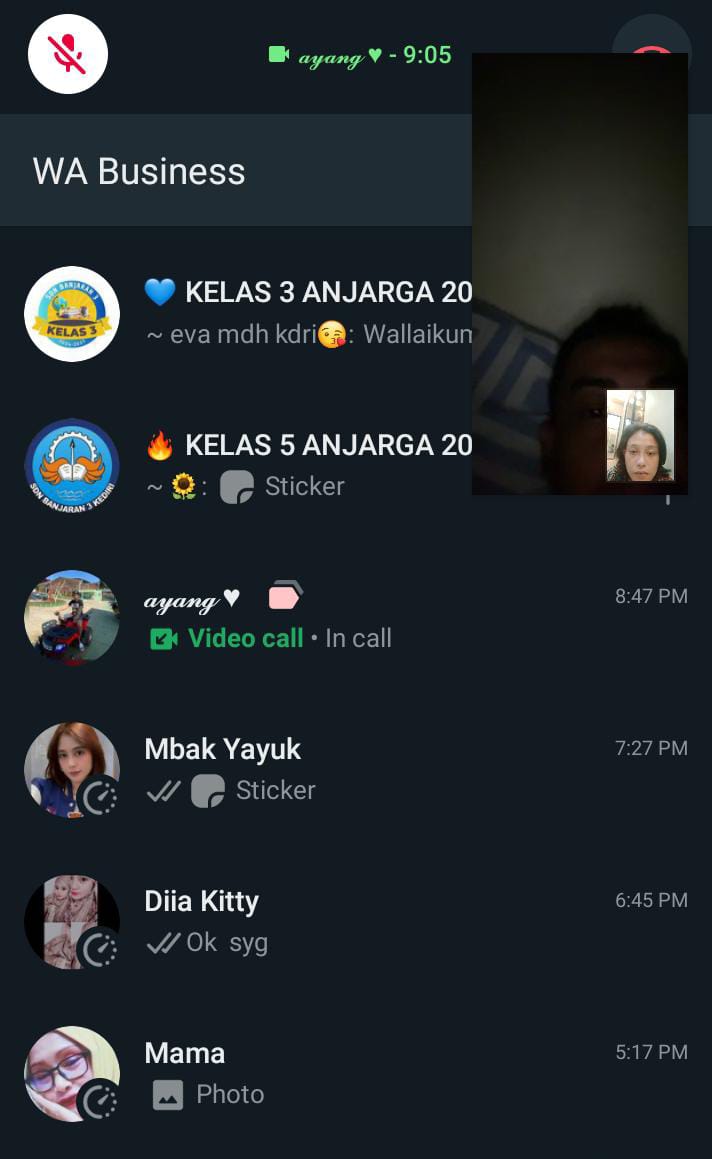 ayang ♥ - 9:05
WA Business
SDN BANJARAN 3
KELAS 3
💙 KELAS 3 ANJARGA 20
~ eva mdh kdri😘: Wallaikum
🔥 KELAS 5 ANJARGA 20
SDN BANJARAN 3 KEDIRI
~ 🌻: Sticker
ayang ♥
8:47 PM
Video call • In call
Mbak Yayuk
7:27 PM
Sticker
Diia Kitty
6:45 PM
Ok syg
Mama
5:17 PM
Photo